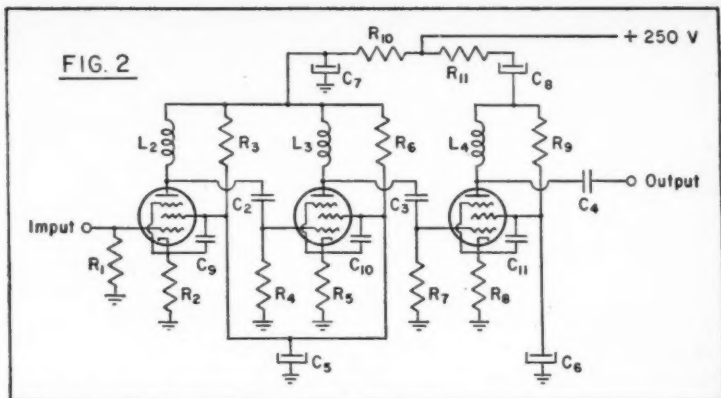 FIG. 2
R10
+ 250 V
C7
R11
C8
L2
R3
L3
R6
L4
R9
C2
C3
C4
Output
Imput
C9
C10
C11
R1
R2
R4
R5
R7
R8
C5
C6